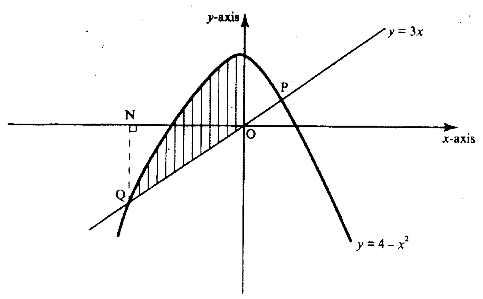 y-axis
y = 3x
P
N
O
x-axis
Q
y = 4 – x²